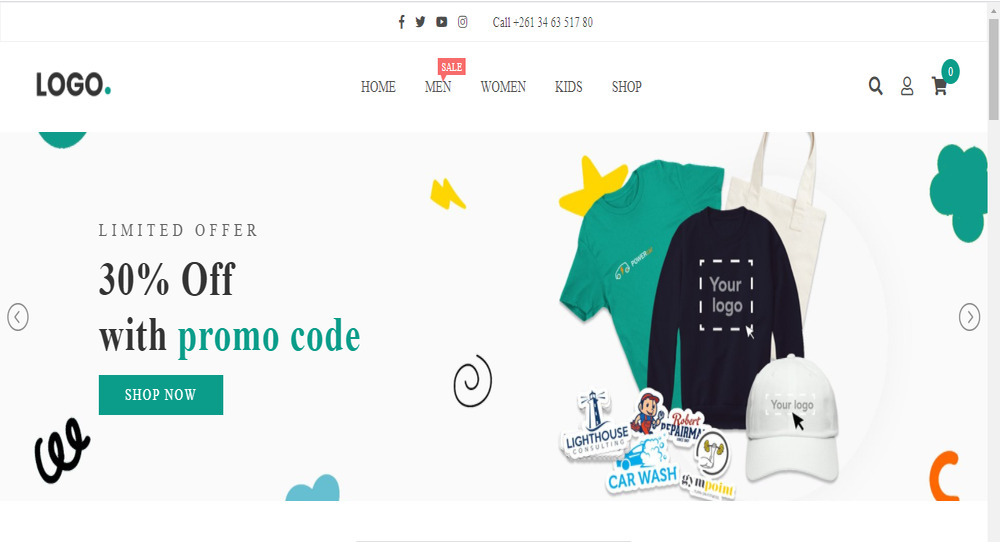 Call +261 34 63 517 80
SALE
LOGO.
HOME MEN WOMEN KIDS SHOP
0
LIMITED OFFER
30% Off
with promo code
SHOP NOW
POWER
Your
logo
Your logo
LIGHTHOUSE
CONSULTING
Robert
REPAIRMAN
CAR WASH
gympoint